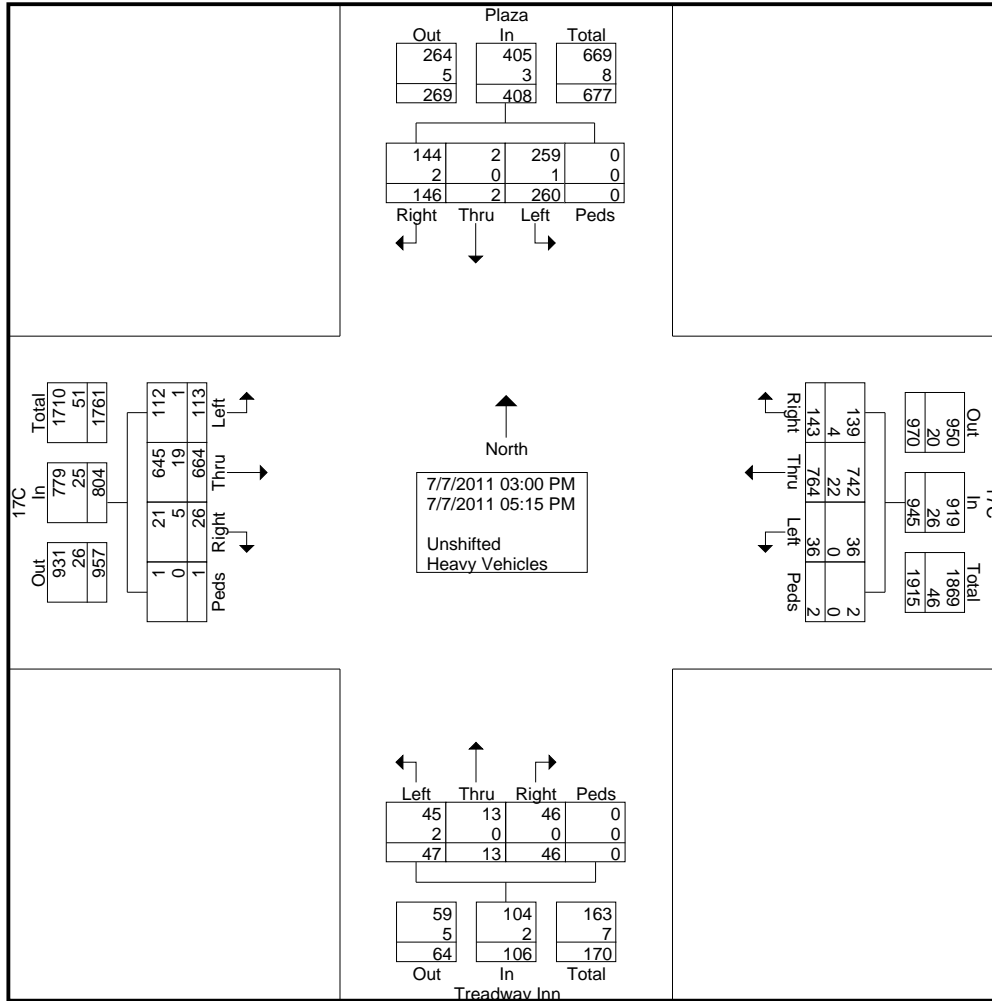 Plaza
Out In Total
264 405 669
5 3 8
269 408 677
144 2 259 0
2 0 1 0
146 2 260 0
Right Thru Left Peds
17C
Total In Out
1710 779 931
51 25 26
1761 804 957
112 645 21 1
1 19 5 0
113 664 26 1
Left Thru Right Peds
North
7/7/2011 03:00 PM
7/7/2011 05:15 PM
Unshifted
Heavy Vehicles
Right Thru Left Peds
139 742 36 2
4 22 0 0
143 764 36 2
Out In Total
950 919 1869
20 26 46
970 945 1915
Left Thru Right Peds
45 13 46 0
2 0 0 0
47 13 46 0
59 104 163
5 2 7
64 106 170
Out In Total
Treadway Inn